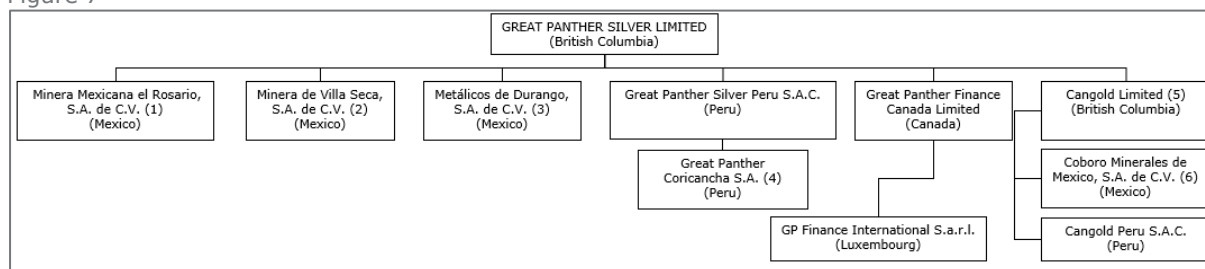 GREAT PANTHER SILVER LIMITED
(British Columbia)
Minera Mexicana el Rosario,
S.A. de C.V. (1)
(Mexico)
Minera de Villa Seca,
S.A. de C.V. (2)
(Mexico)
Metálicos de Durango,
S.A. de C.V. (3)
(Mexico)
Great Panther Silver Peru S.A.C.
(Peru)
Great Panther Finance
Canada Limited
(Canada)
Cangold Limited (5)
(British Columbia)
Great Panther
Coricancha S.A. (4)
(Peru)
Coboro Minerales de
Mexico, S.A. de C.V. (6)
(Mexico)
GP Finance International S.a.r.l.
(Luxembourg)
Cangold Peru S.A.C.
(Peru)